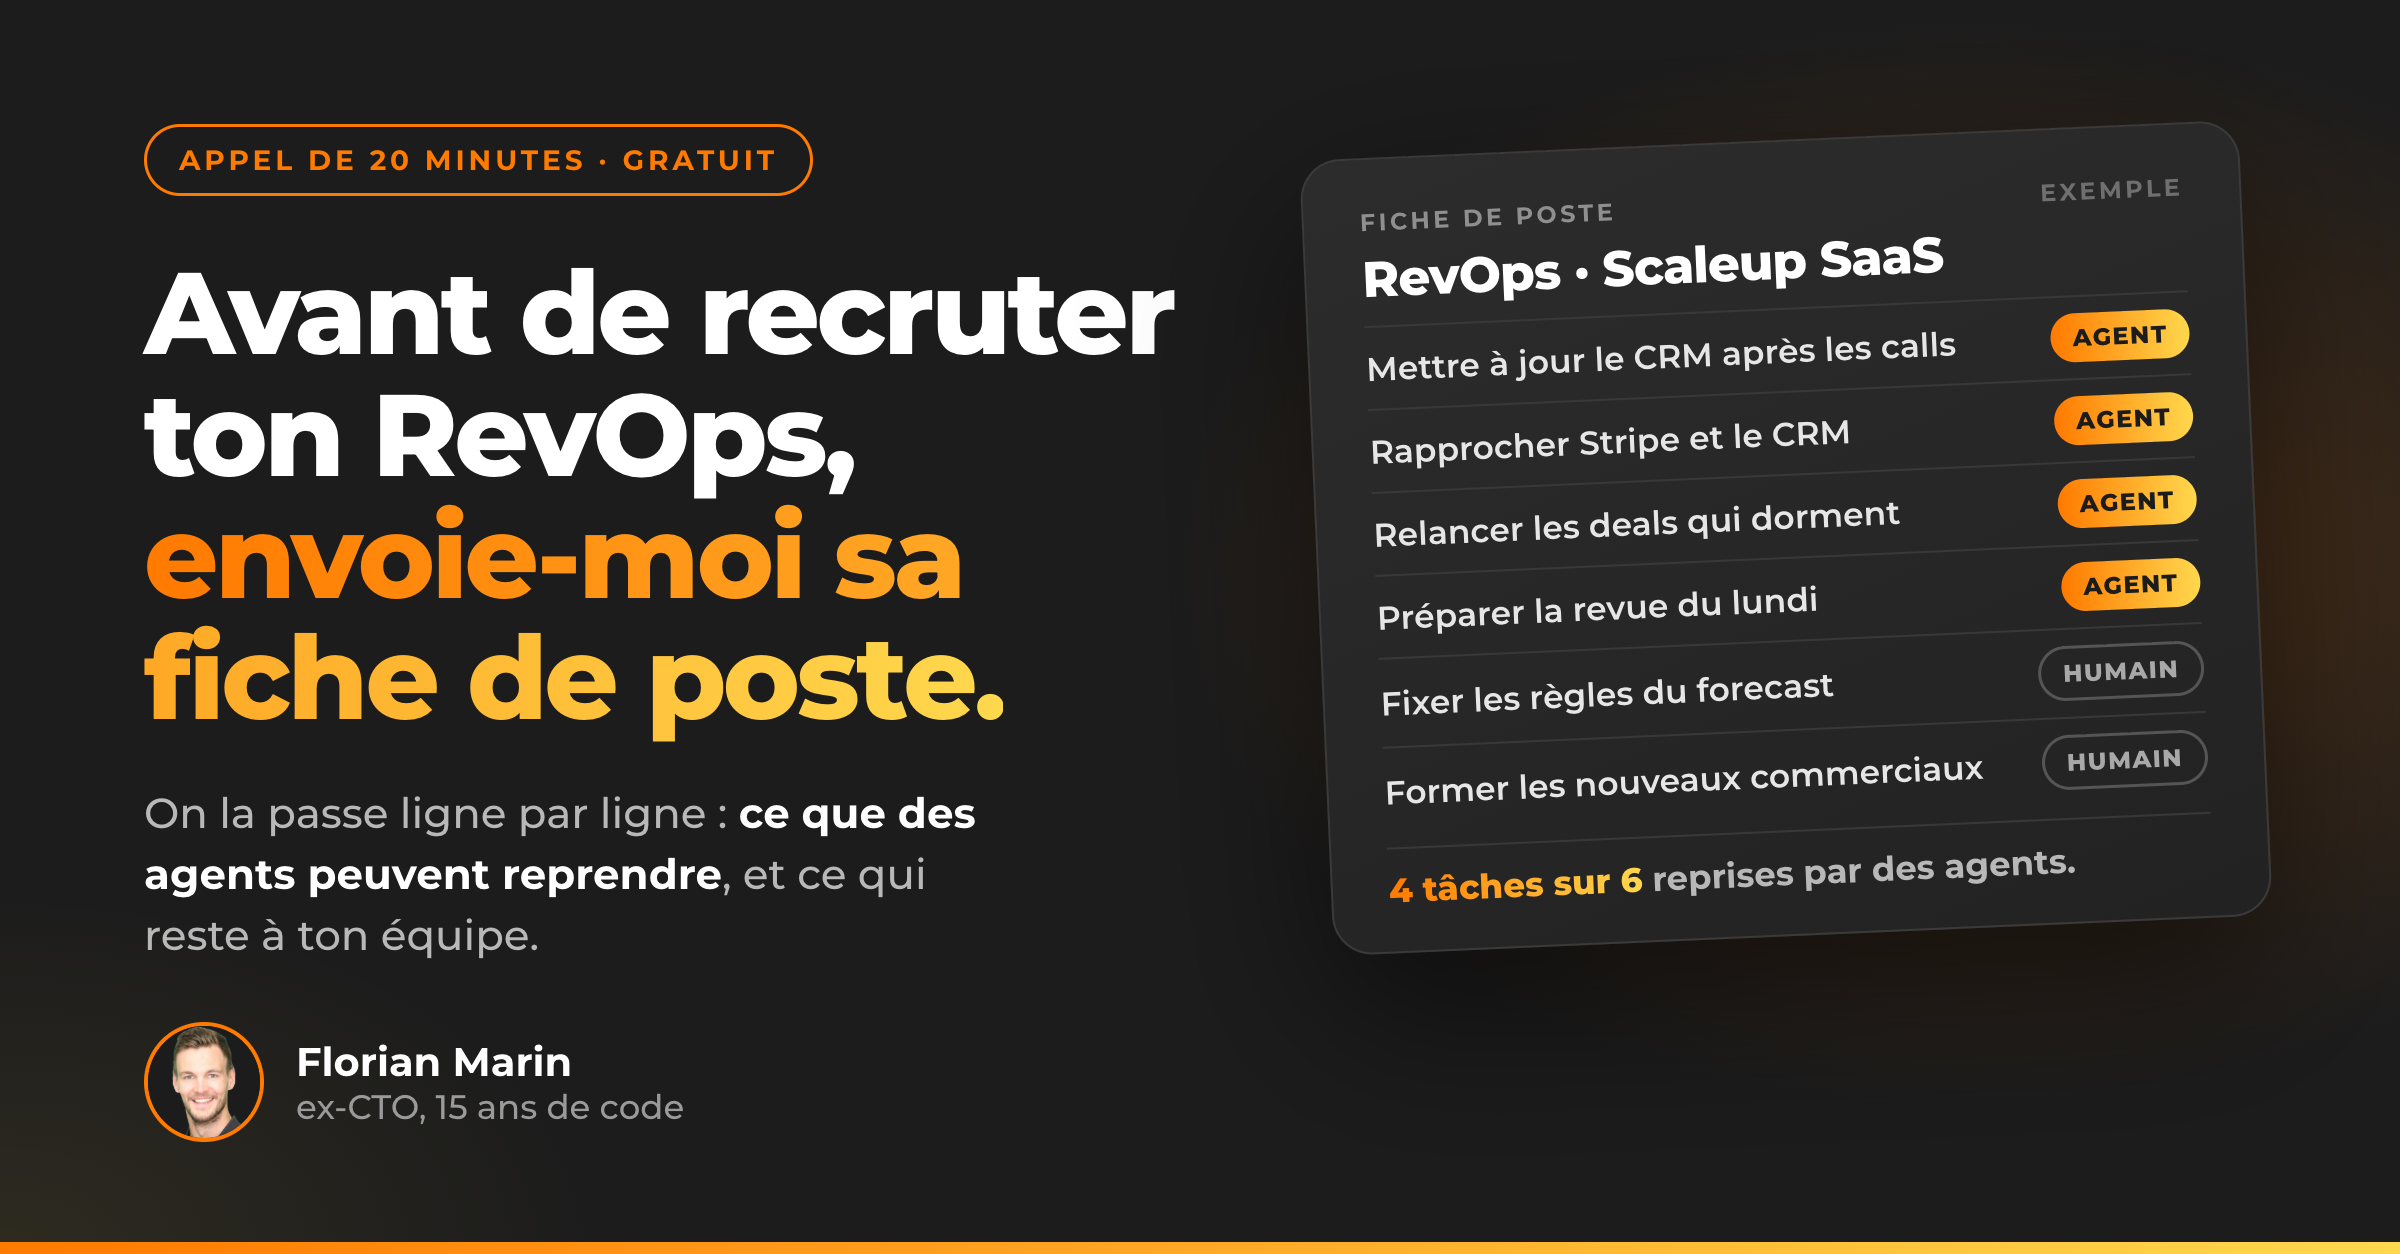 APPEL DE 20 MINUTES · GRATUIT
Avant de recruter
ton RevOps,
envoie-moi sa
fiche de poste.
On la passe ligne par ligne : ce que des
agents peuvent reprendre, et ce qui
reste à ton équipe.
Florian Marin
ex-CTO, 15 ans de code
FICHE DE POSTE
EXEMPLE
RevOps · Scaleup SaaS
Mettre à jour le CRM après les calls AGENT
Rapprocher Stripe et le CRM AGENT
Relancer les deals qui dorment AGENT
Préparer la revue du lundi AGENT
Fixer les règles du forecast HUMAIN
Former les nouveaux commerciaux HUMAIN
4 tâches sur 6 reprises par des agents.